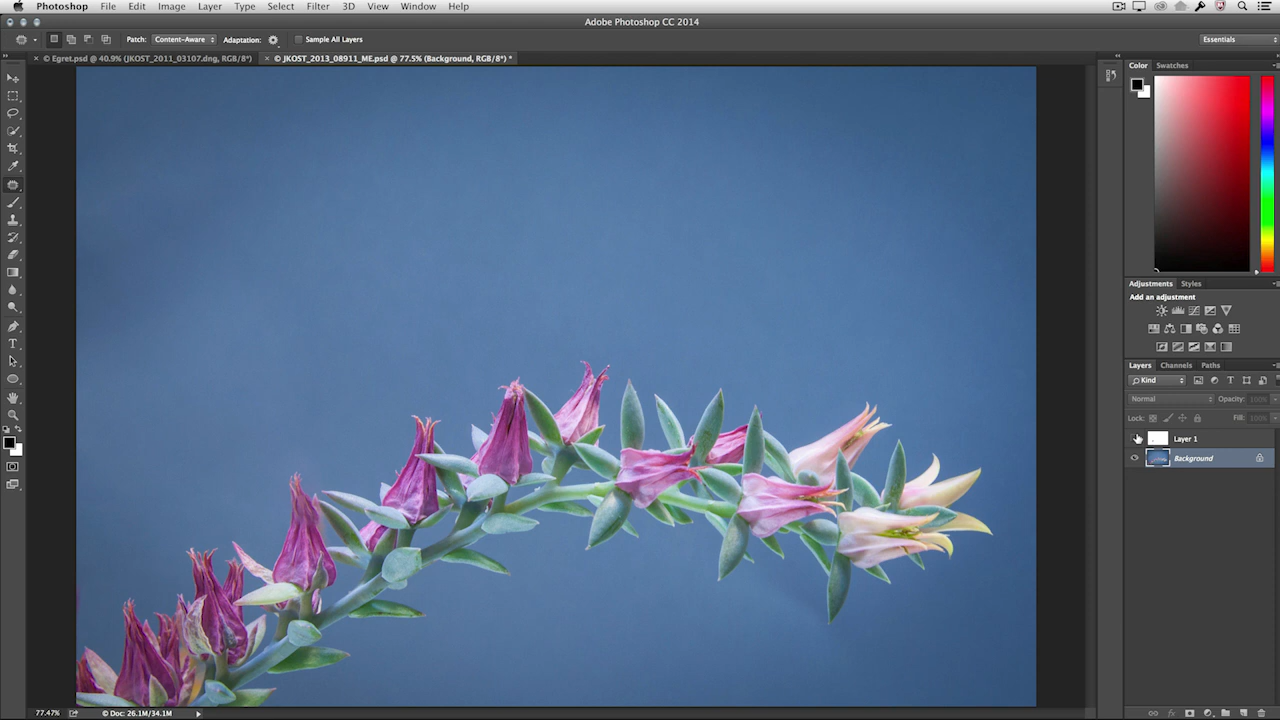 Photoshop File Edit Image Layer Type Select Filter 3D View Window Help
Adobe Photoshop CC 2014
Patch: Content-Aware Adaptation: Sample All Layers Essentials
× © Egret.psd @ 40.9% (JKOST_2011_03107.dng, RGB/8*) × © JKOST_2013_08911_ME.psd @ 77.5% (Background, RGB/8*) *
Color Swatches
Adjustments Styles
Add an adjustment
Layers Channels Paths
Kind
Normal Opacity: 100%
Lock: Fill: 100%
Layer 1
Background
77.47% © Doc: 26.1M/34.1M
fx